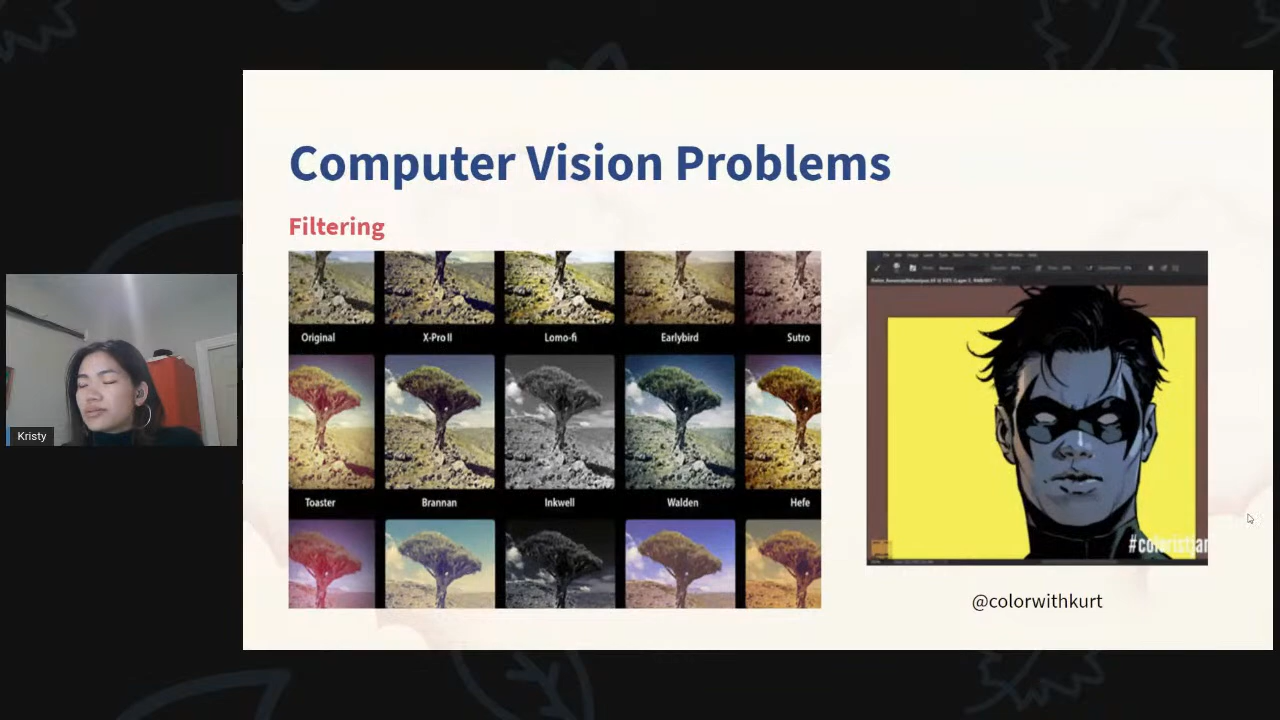 Computer Vision Problems
Filtering
Original X-Pro II Lomo-fi Earlybird Sutro
Toaster Brannan Inkwell Walden Hefe
@colorwithkurt
Kristy